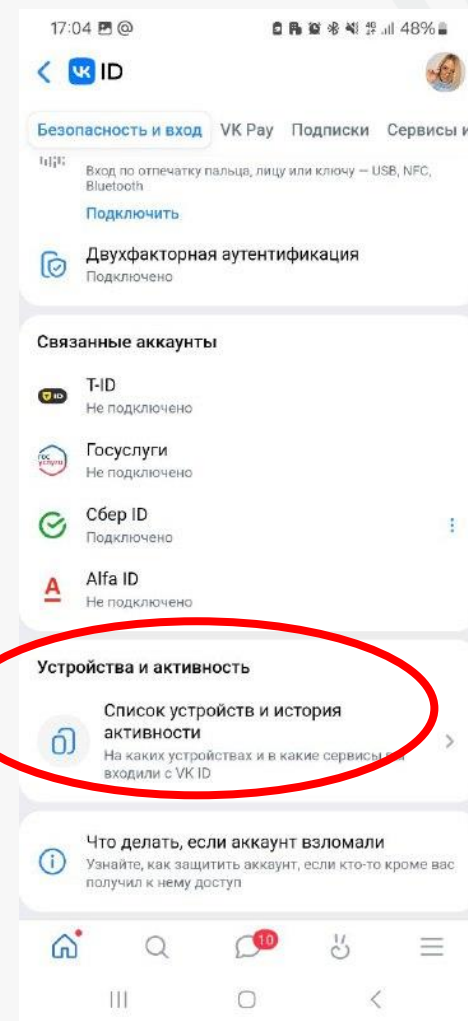 17:04 @ 48%
VK ID
Безопасность и вход VK Pay Подписки Сервисы и
Вход по отпечатку пальца, лицу или ключу — USB, NFC,
Bluetooth
Подключить
Двухфакторная аутентификация
Подключено
Связанные аккаунты
T-ID
Не подключено
Госуслуги
Не подключено
Сбер ID
Подключено
Alfa ID
Не подключено
Устройства и активность
Список устройств и история
активности
На каких устройствах и в какие сервисы
входили с VK ID
Что делать, если аккаунт взломали
Узнайте, как защитить аккаунт, если кто-то кроме вас
получил к нему доступ
10